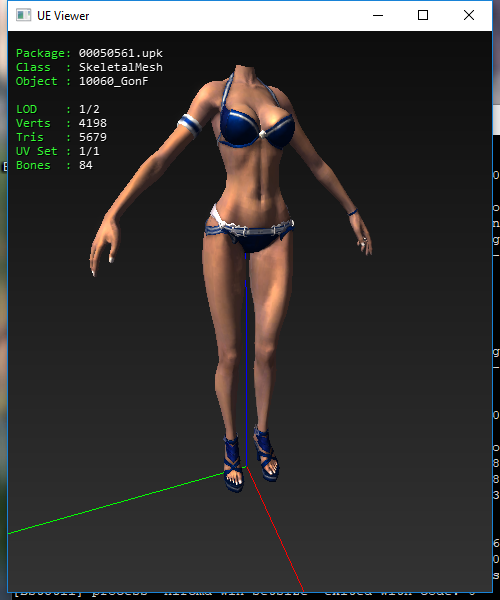 UE Viewer
Package: 00050561.upk
Class : SkeletalMesh
Object : 10060_GonF
LOD : 1/2
Verts : 4198
Tris : 5679
UV Set : 1/1
Bones : 84